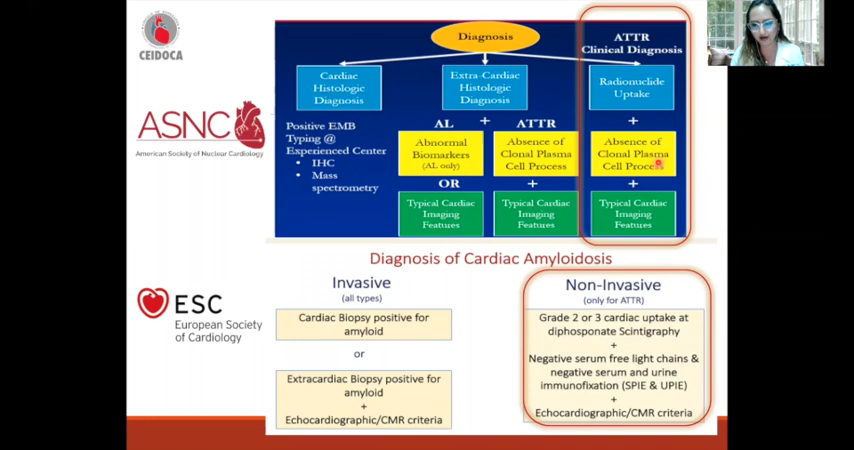 CEIDOCA
ASNC
American Society of Nuclear Cardiology
Diagnosis
ATTR
Clinical Diagnosis
Cardiac
Histologic
Diagnosis
Extra-Cardiac
Histologic
Diagnosis
Radionuclide
Uptake
Positive EMB
Typing @
Experienced Center
• IHC
• Mass
spectrometry
AL + ATTR
+
Abnormal
Biomarkers
(AL only)
Absence of
Clonal Plasma
Cell Process
Absence of
Clonal Plasma
Cell Process
OR
+
+
Typical Cardiac
Imaging
Features
Typical Cardiac
Imaging
Features
Typical Cardiac
Imaging
Features
Diagnosis of Cardiac Amyloidosis
ESC
European Society
of Cardiology
Invasive
(all types)
Cardiac Biopsy positive for
amyloid
or
Extracardiac Biopsy positive for
amyloid
+
Echocardiographic/CMR criteria
Non-Invasive
(only for ATTR)
Grade 2 or 3 cardiac uptake at
diphosponate Scintigraphy
+
Negative serum free light chains &
negative serum and urine
immunofixation (SPIE & UPIE)
+
Echocardiographic/CMR criteria